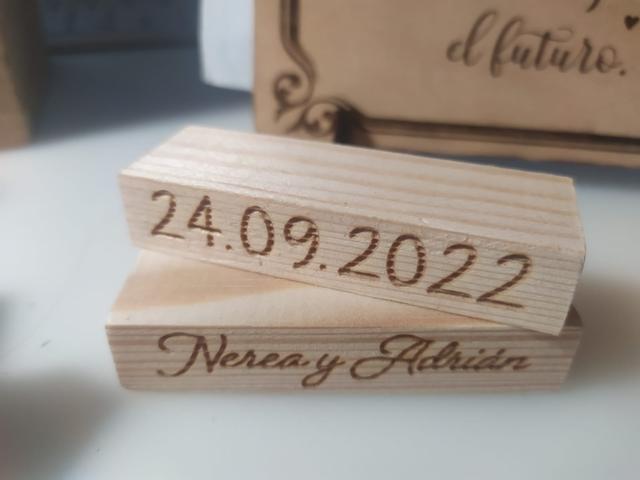 el futuro.
24.09.2022
Nerea y Adrián